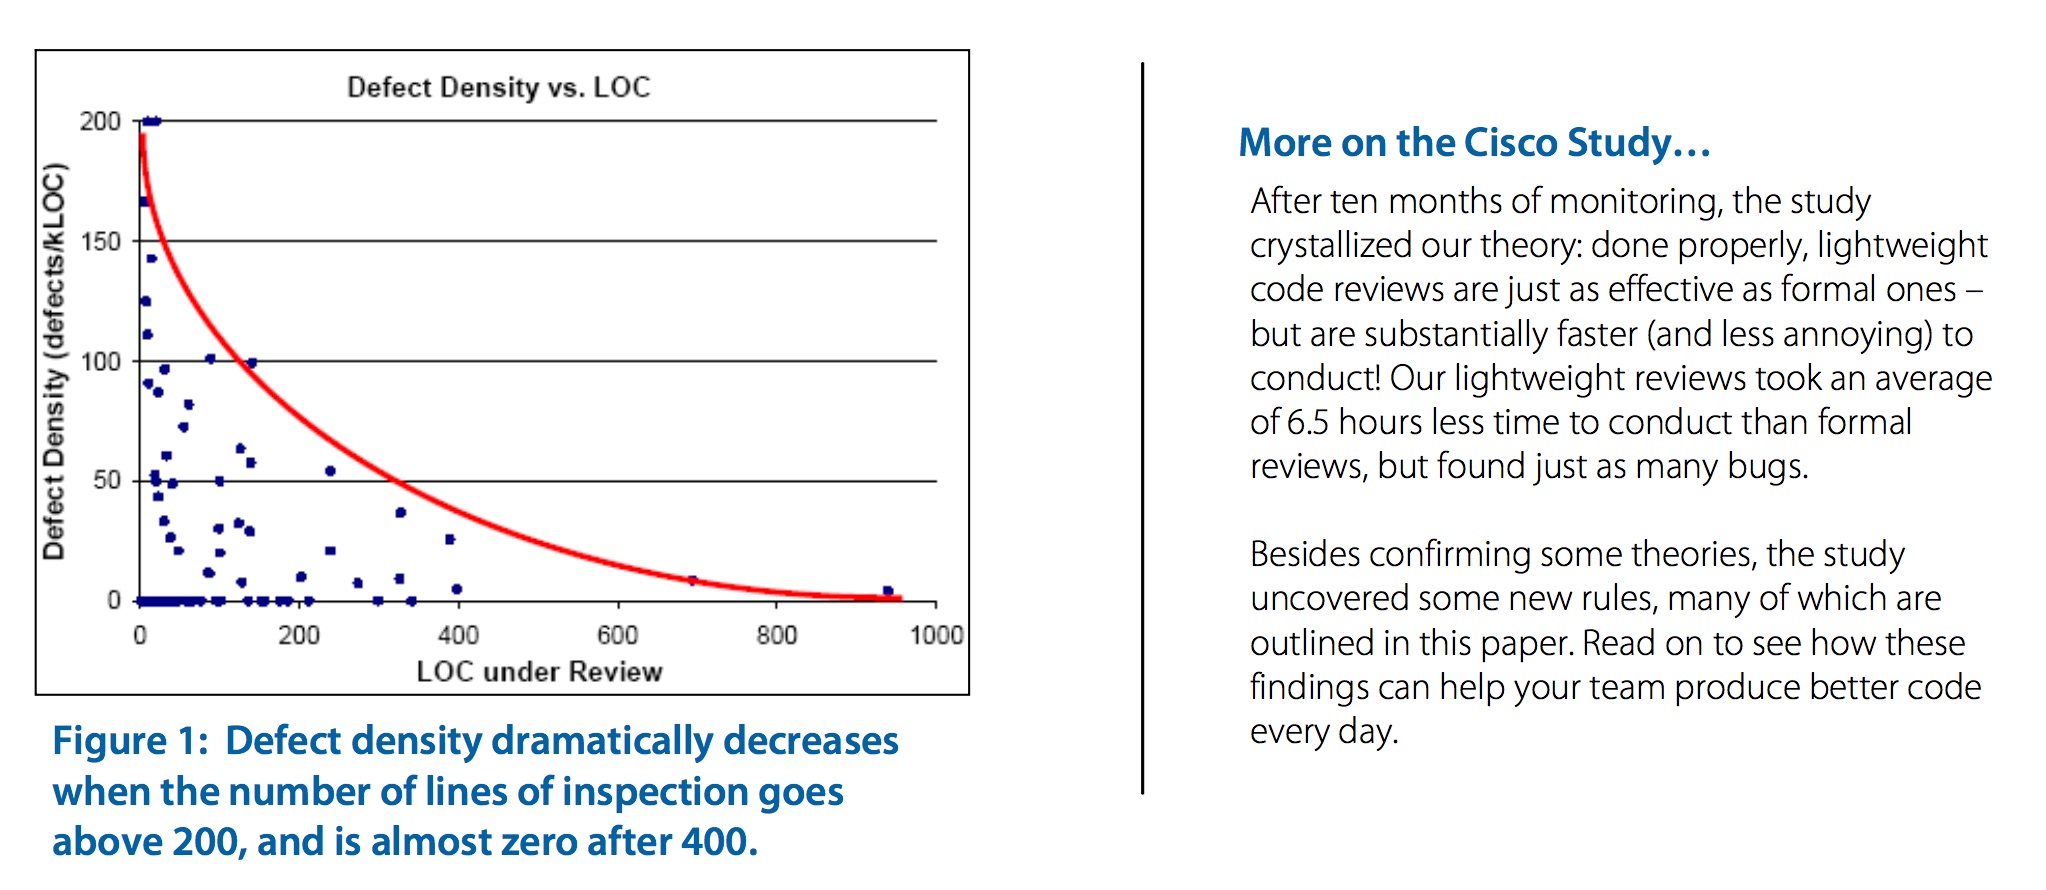 Defect Density vs. LOC
Defect Density (defects/kLOC)
200
150
100
50
0
0 200 400 600 800 1000
LOC under Review
Figure 1: Defect density dramatically decreases
when the number of lines of inspection goes
above 200, and is almost zero after 400.
More on the Cisco Study…
After ten months of monitoring, the study
crystallized our theory: done properly, lightweight
code reviews are just as effective as formal ones –
but are substantially faster (and less annoying) to
conduct! Our lightweight reviews took an average
of 6.5 hours less time to conduct than formal
reviews, but found just as many bugs.
Besides confirming some theories, the study
uncovered some new rules, many of which are
outlined in this paper. Read on to see how these
findings can help your team produce better code
every day.